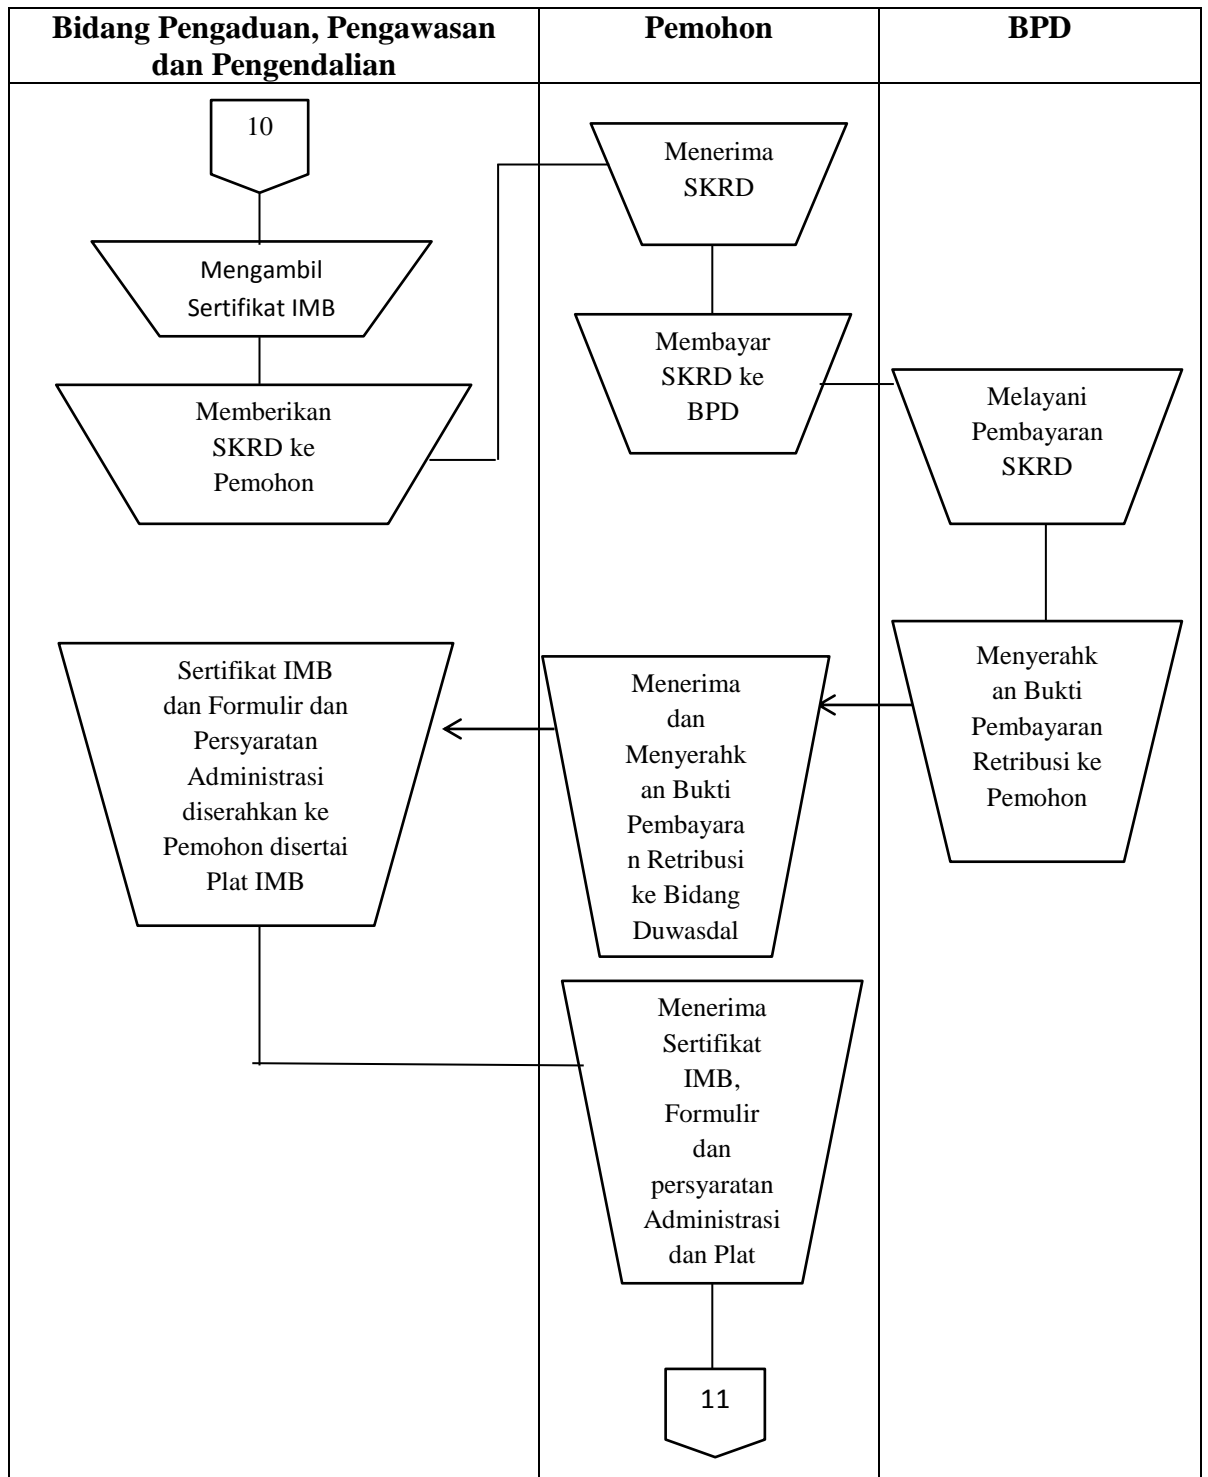 Bidang Pengaduan, Pengawasan
dan Pengendalian
Pemohon
BPD
10
Mengambil
Sertifikat IMB
Memberikan
SKRD ke
Pemohon
Menerima
SKRD
Membayar
SKRD ke
BPD
Melayani
Pembayaran
SKRD
Menyerahk
an Bukti
Pembayaran
Retribusi ke
Pemohon
Menerima
dan
Menyerahk
an Bukti
Pembayara
n Retribusi
ke Bidang
Duwasdal
Sertifikat IMB
dan Formulir dan
Persyaratan
Administrasi
diserahkan ke
Pemohon disertai
Plat IMB
Menerima
Sertifikat
IMB,
Formulir
dan
persyaratan
Administrasi
dan Plat
11